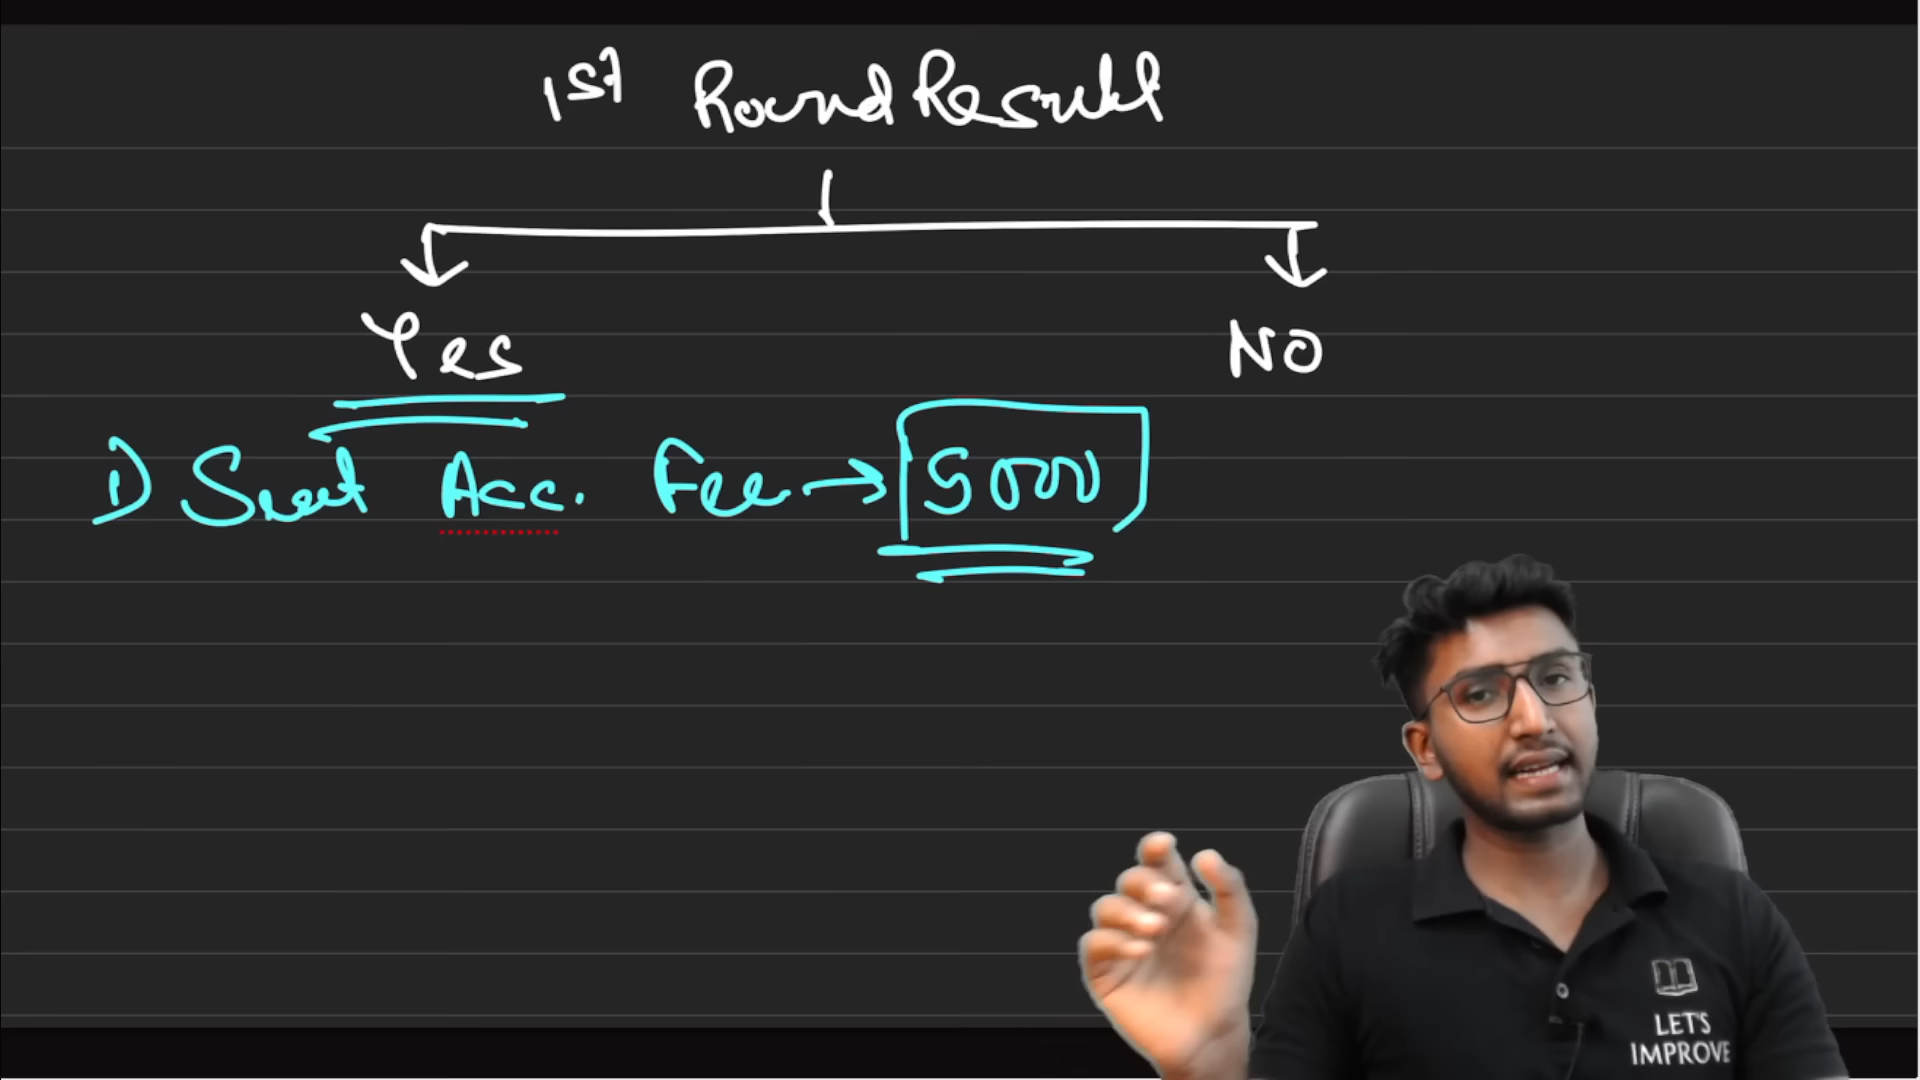 1st Round Result
Yes
NO
1) Seat Acc. Fee → 5000
LET'S
IMPROVE